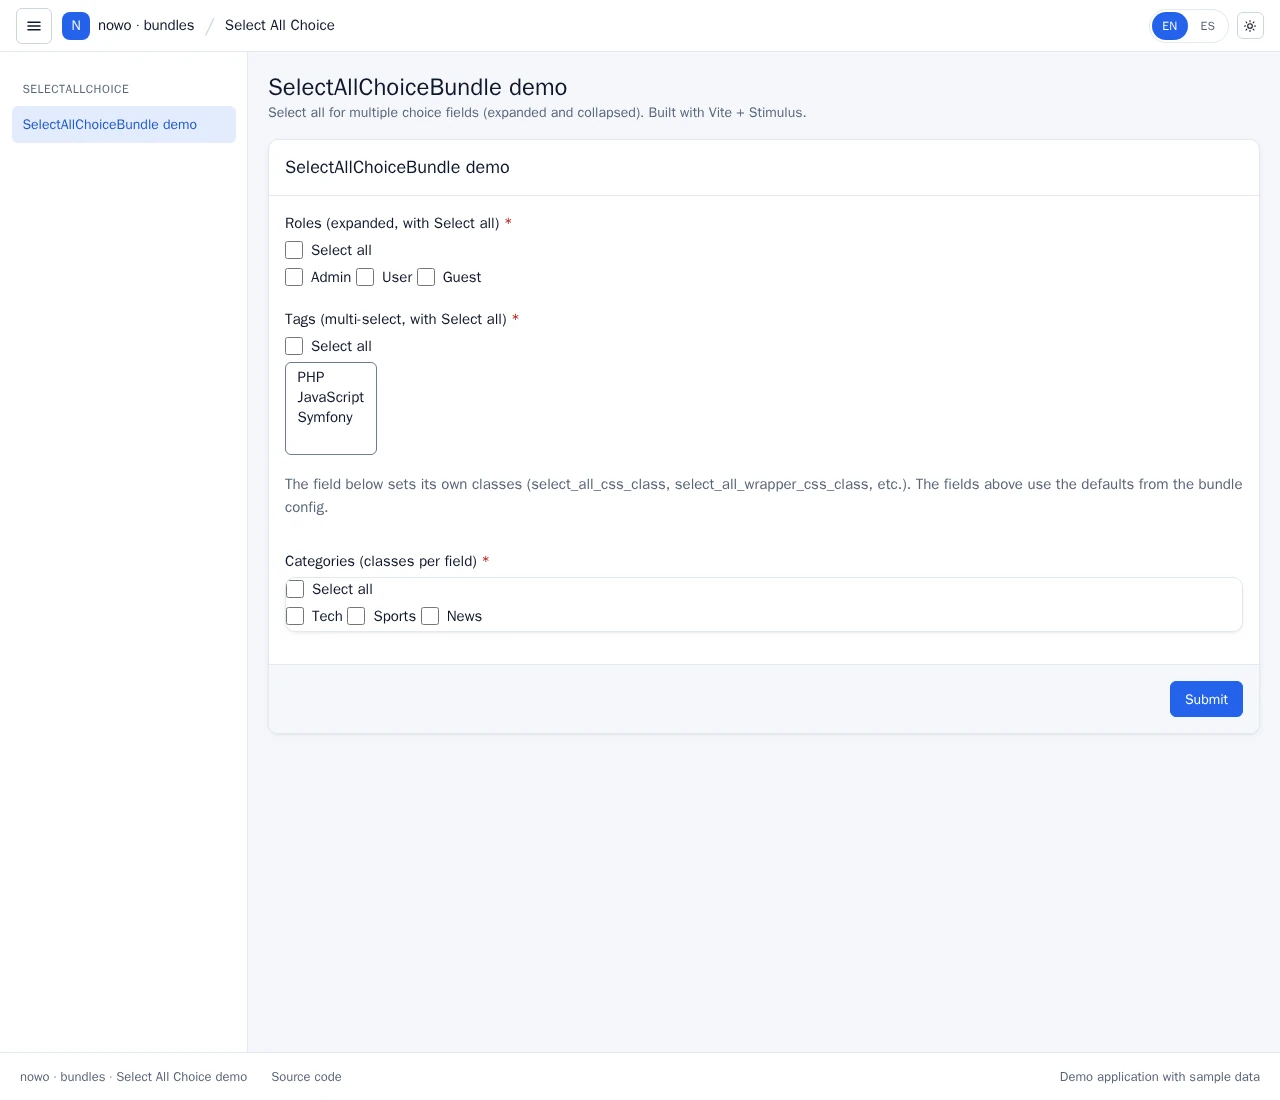 N nowo · bundles / Select All Choice
EN ES
SELECTALLCHOICE
SelectAllChoiceBundle demo
SelectAllChoiceBundle demo
Select all for multiple choice fields (expanded and collapsed). Built with Vite + Stimulus.
SelectAllChoiceBundle demo
Roles (expanded, with Select all) *
Select all
Admin User Guest
Tags (multi-select, with Select all) *
Select all
PHP
JavaScript
Symfony
The field below sets its own classes (select_all_css_class, select_all_wrapper_css_class, etc.). The fields above use the defaults from the bundle
config.
Categories (classes per field) *
Select all
Tech Sports News
Submit
nowo · bundles · Select All Choice demo Source code Demo application with sample data